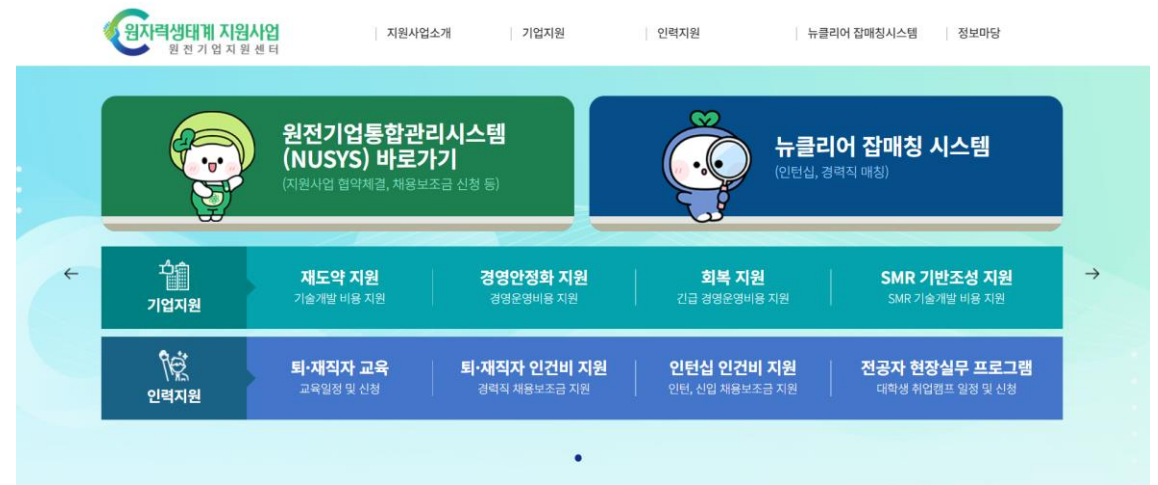 원자력생태계 지원사업
원전기업지원센터
지원사업소개
기업지원
인력지원
뉴클리어 잡매칭시스템
정보마당
원전기업통합관리시스템
(NUSYS) 바로가기
(지원사업 협약체결, 채용보조금 신청 등)
뉴클리어 잡매칭 시스템
(인턴십, 경력직 매칭)
기업지원
재도약 지원
기술개발 비용 지원
경영안정화 지원
경영운영비용 지원
회복 지원
긴급 경영운영비용 지원
SMR 기반조성 지원
SMR 기술개발 비용 지원
인력지원
퇴·재직자 교육
교육일정 및 신청
퇴·재직자 인건비 지원
경력직 채용보조금 지원
인턴십 인건비 지원
인턴, 신입 채용보조금 지원
전공자 현장실무 프로그램
대학생 취업캠프 일정 및 신청